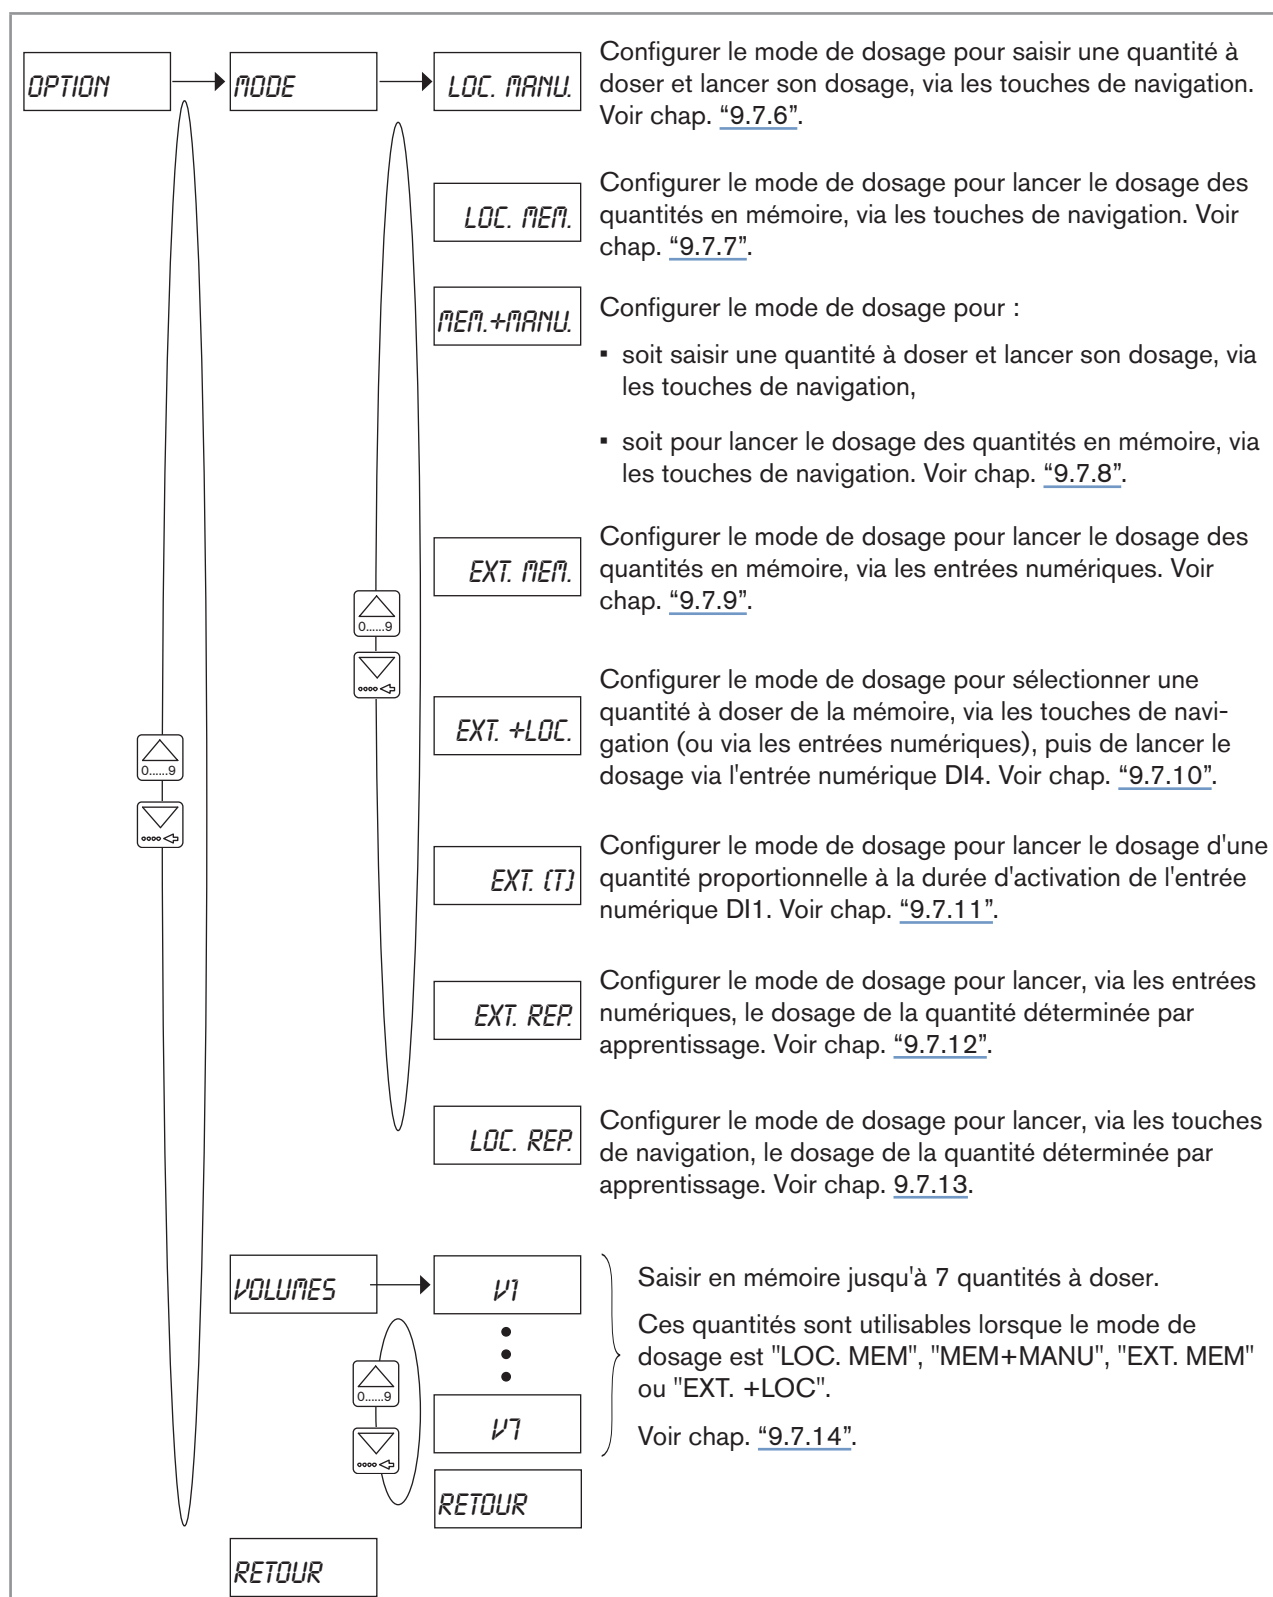 OPTION
MODE
LOC. MANU.
Configurer le mode de dosage pour saisir une quantité à
doser et lancer son dosage, via les touches de navigation.
Voir chap. “9.7.6”.
LOC. MEM.
Configurer le mode de dosage pour lancer le dosage des
quantités en mémoire, via les touches de navigation. Voir
chap. “9.7.7”.
MEM.+MANU.
Configurer le mode de dosage pour :
▪ soit saisir une quantité à doser et lancer son dosage, via
les touches de navigation,
▪ soit pour lancer le dosage des quantités en mémoire, via
les touches de navigation. Voir chap. “9.7.8”.
EXT. MEM.
Configurer le mode de dosage pour lancer le dosage des
quantités en mémoire, via les entrées numériques. Voir
chap. “9.7.9”.
0......9
EXT. +LOC.
Configurer le mode de dosage pour sélectionner une
quantité à doser de la mémoire, via les touches de navi-
gation (ou via les entrées numériques), puis de lancer le
dosage via l'entrée numérique DI4. Voir chap. “9.7.10”.
0......9
EXT. (T)
Configurer le mode de dosage pour lancer le dosage d'une
quantité proportionnelle à la durée d'activation de l'entrée
numérique DI1. Voir chap. “9.7.11”.
EXT. REP.
Configurer le mode de dosage pour lancer, via les entrées
numériques, le dosage de la quantité déterminée par
apprentissage. Voir chap. “9.7.12”.
LOC. REP.
Configurer le mode de dosage pour lancer, via les touches
de navigation, le dosage de la quantité déterminée par
apprentissage. Voir chap. 9.7.13.
VOLUMES
V1
Saisir en mémoire jusqu'à 7 quantités à doser.
Ces quantités sont utilisables lorsque le mode de
dosage est "LOC. MEM", "MEM+MANU", "EXT. MEM"
ou "EXT. +LOC".
0......9
V7
Voir chap. “9.7.14”.
RETOUR
RETOUR